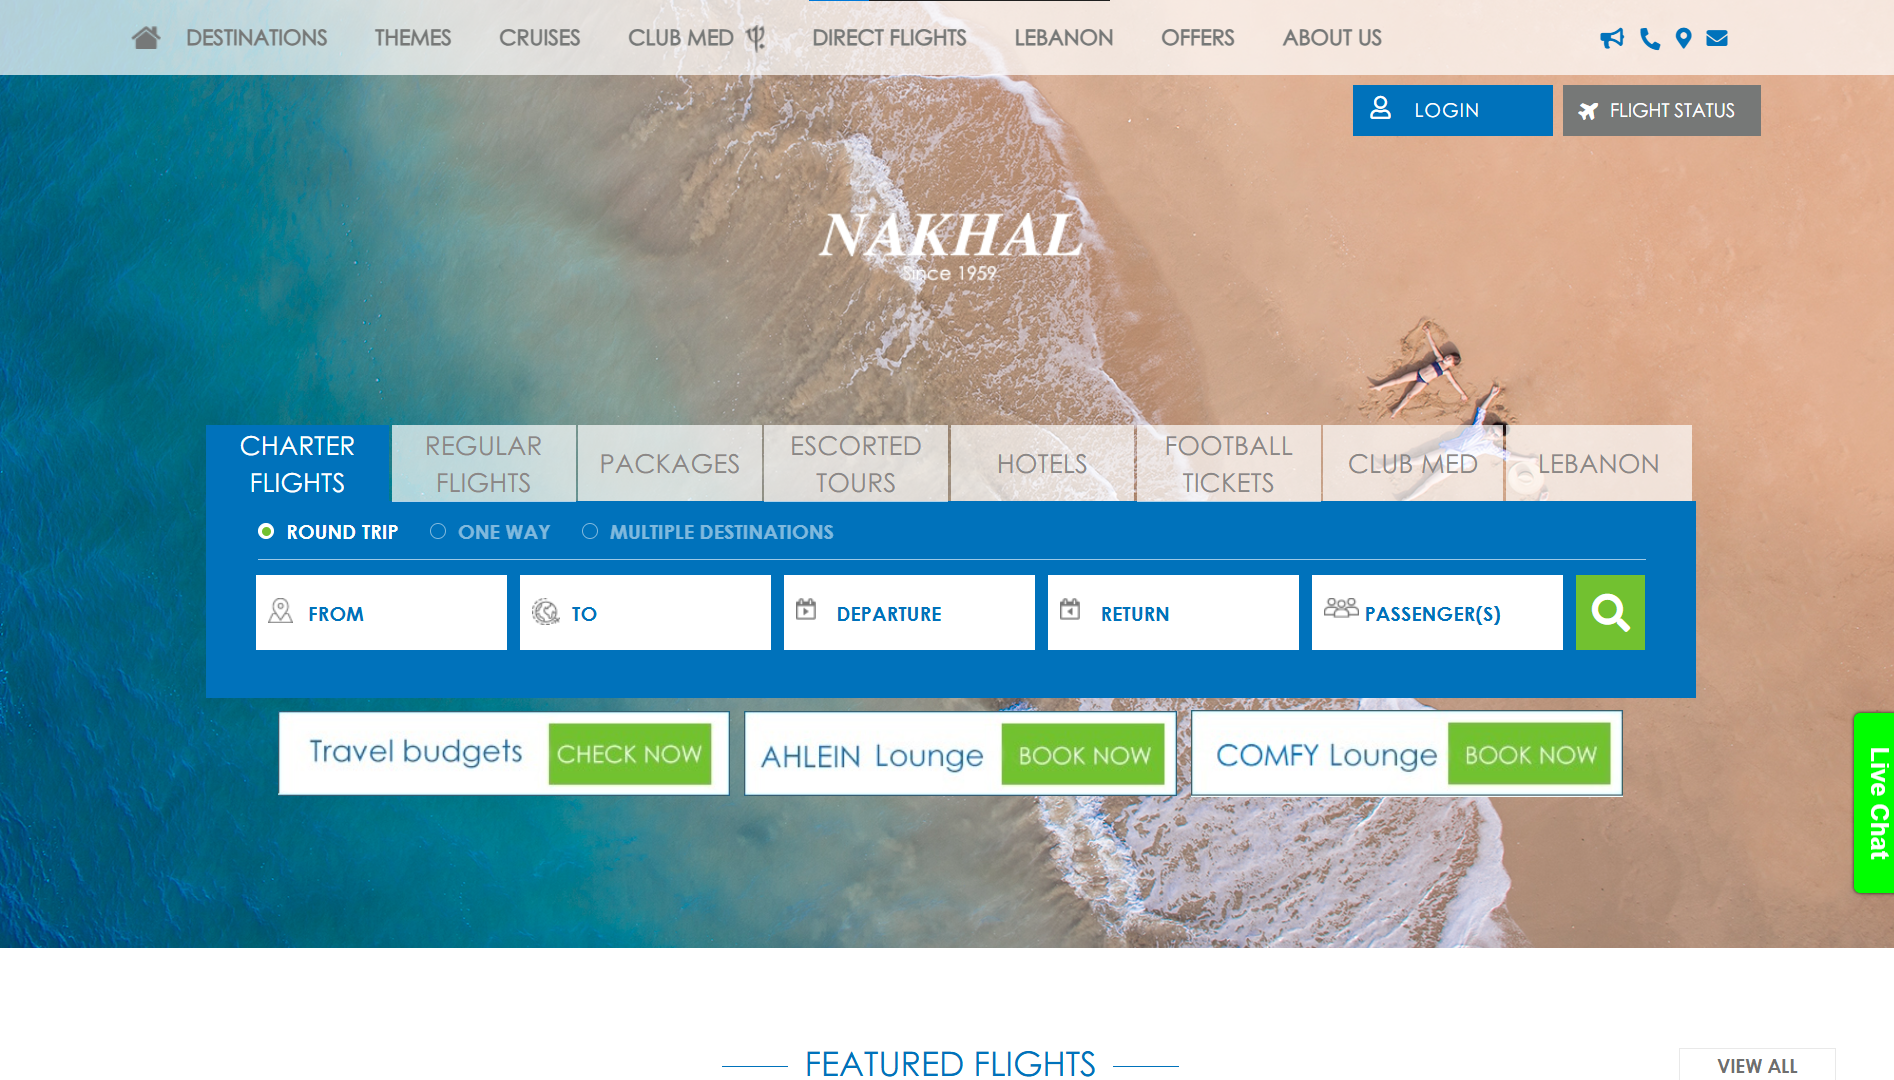 DESTINATIONS THEMES CRUISES CLUB MED DIRECT FLIGHTS LEBANON OFFERS ABOUT US
LOGIN FLIGHT STATUS
NAKHAL
Since 1959
CHARTER FLIGHTS
REGULAR FLIGHTS
PACKAGES
ESCORTED TOURS
HOTELS
FOOTBALL TICKETS
CLUB MED
LEBANON
ROUND TRIP ONE WAY MULTIPLE DESTINATIONS
FROM TO DEPARTURE RETURN PASSENGER(S)
Travel budgets CHECK NOW
AHLEIN Lounge BOOK NOW
COMFY Lounge BOOK NOW
Live Chat
FEATURED FLIGHTS
VIEW ALL